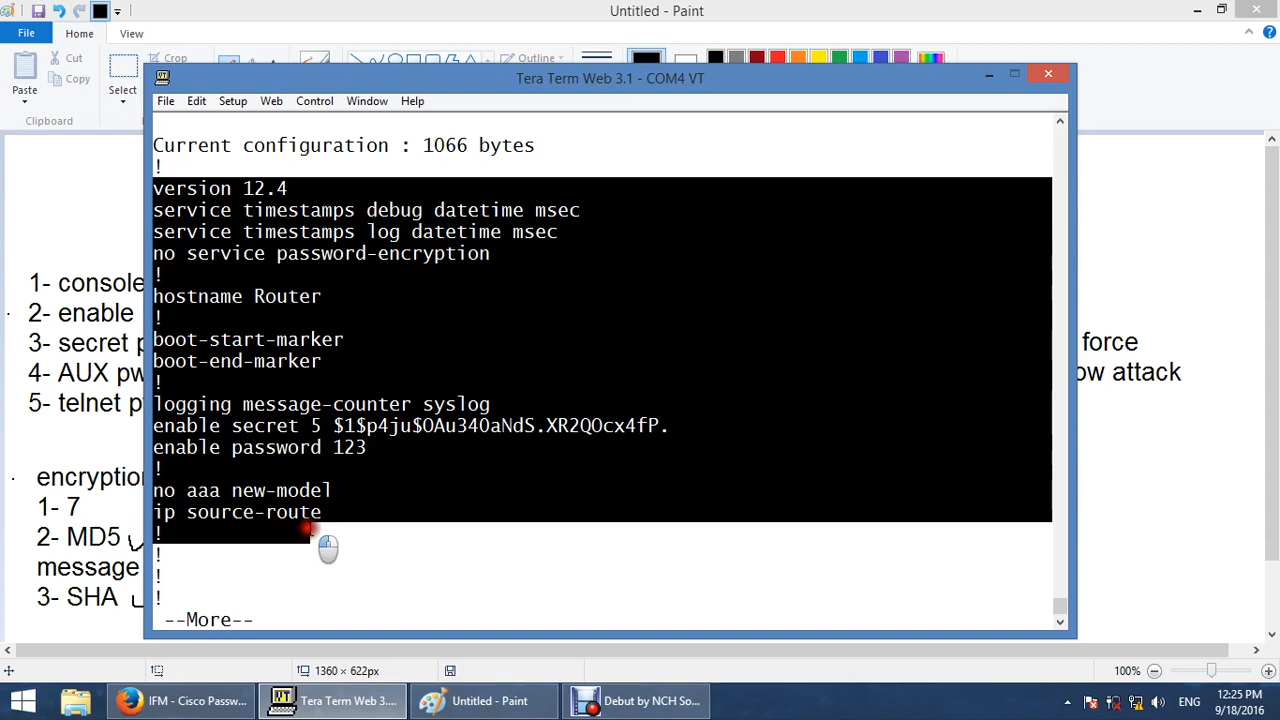 Untitled - Paint
File
Home
View
Paste
Cut
Copy
Clipboard
Select
Crop
Outline
Tera Term Web 3.1 - COM4 VT
File Edit Setup Web Control Window Help
Current configuration : 1066 bytes
!
version 12.4
service timestamps debug datetime msec
service timestamps log datetime msec
no service password-encryption
!
hostname Router
!
boot-start-marker
boot-end-marker
!
logging message-counter syslog
enable secret 5 $1$p4ju$OAu34OaNdS.XR2QOcx4fP.
enable password 123
!
no aaa new-model
ip source-route
!
!
!
!
--More--
1- console
2- enable
3- secret p
4- AUX pw
5- telnet p
force
ow attack
encryption
1- 7
2- MD5
message
3- SHA
1360 × 622px
100%
IFM - Cisco Passw...
Tera Term Web 3....
Untitled - Paint
Debut by NCH So...
ENG
12:25 PM
9/18/2016